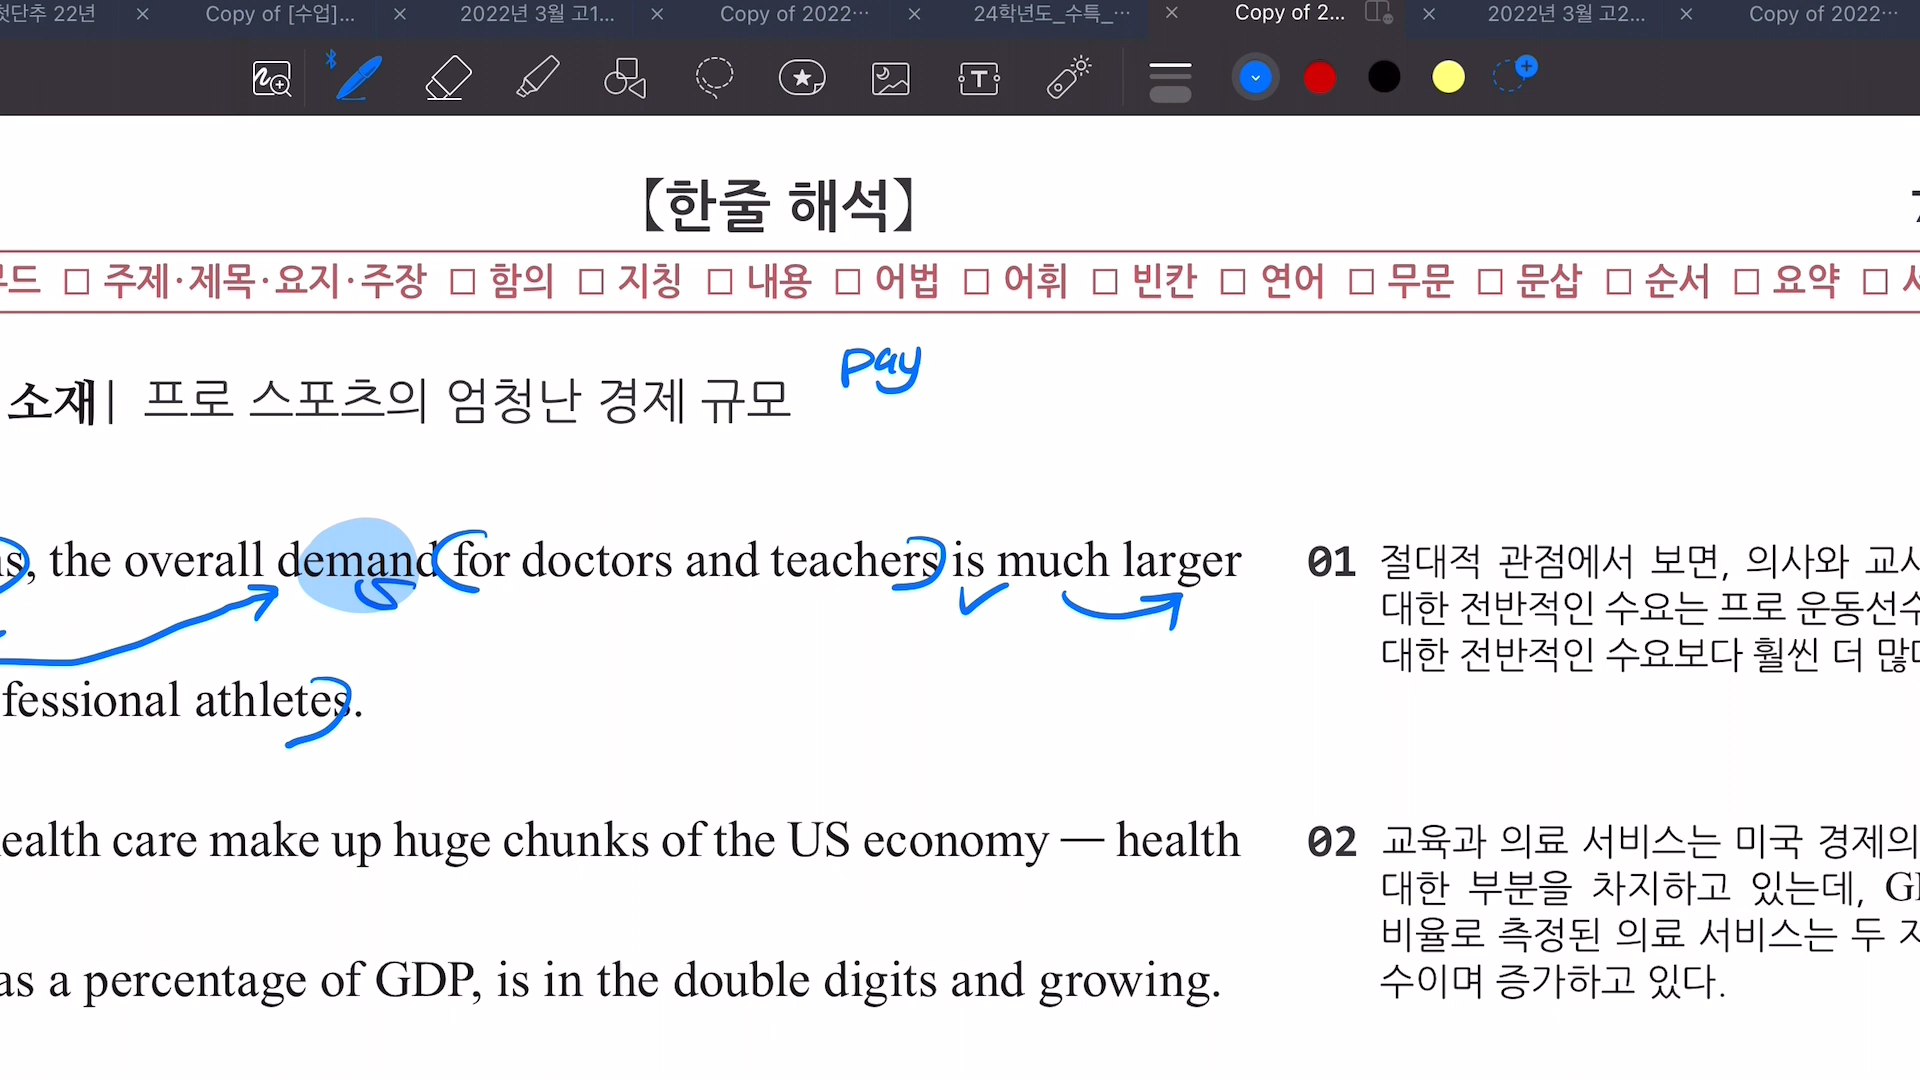 첫단추 22년
Copy of [수업]...
2022년 3월 고1...
Copy of 2022...
24학년도_수특_...
Copy of 2...
2022년 3월 고2...
Copy of 2022...
【한줄 해석】
□ 주제·제목·요지·주장 □ 함의 □ 지칭 □ 내용 □ 어법 □ 어휘 □ 빈칸 □ 연어 □ 무문 □ 문삽 □ 순서 □ 요약 □
pay
소재| 프로 스포츠의 엄청난 경제 규모
s, the overall demand for doctors and teachers is much larger
fessional athletes.
ealth care make up huge chunks of the US economy — health
as a percentage of GDP, is in the double digits and growing.
01 절대적 관점에서 보면, 의사와 교사
대한 전반적인 수요는 프로 운동선수
대한 전반적인 수요보다 훨씬 더 많다
02 교육과 의료 서비스는 미국 경제의
대한 부분을 차지하고 있는데, GD
비율로 측정된 의료 서비스는 두 자
수이며 증가하고 있다.